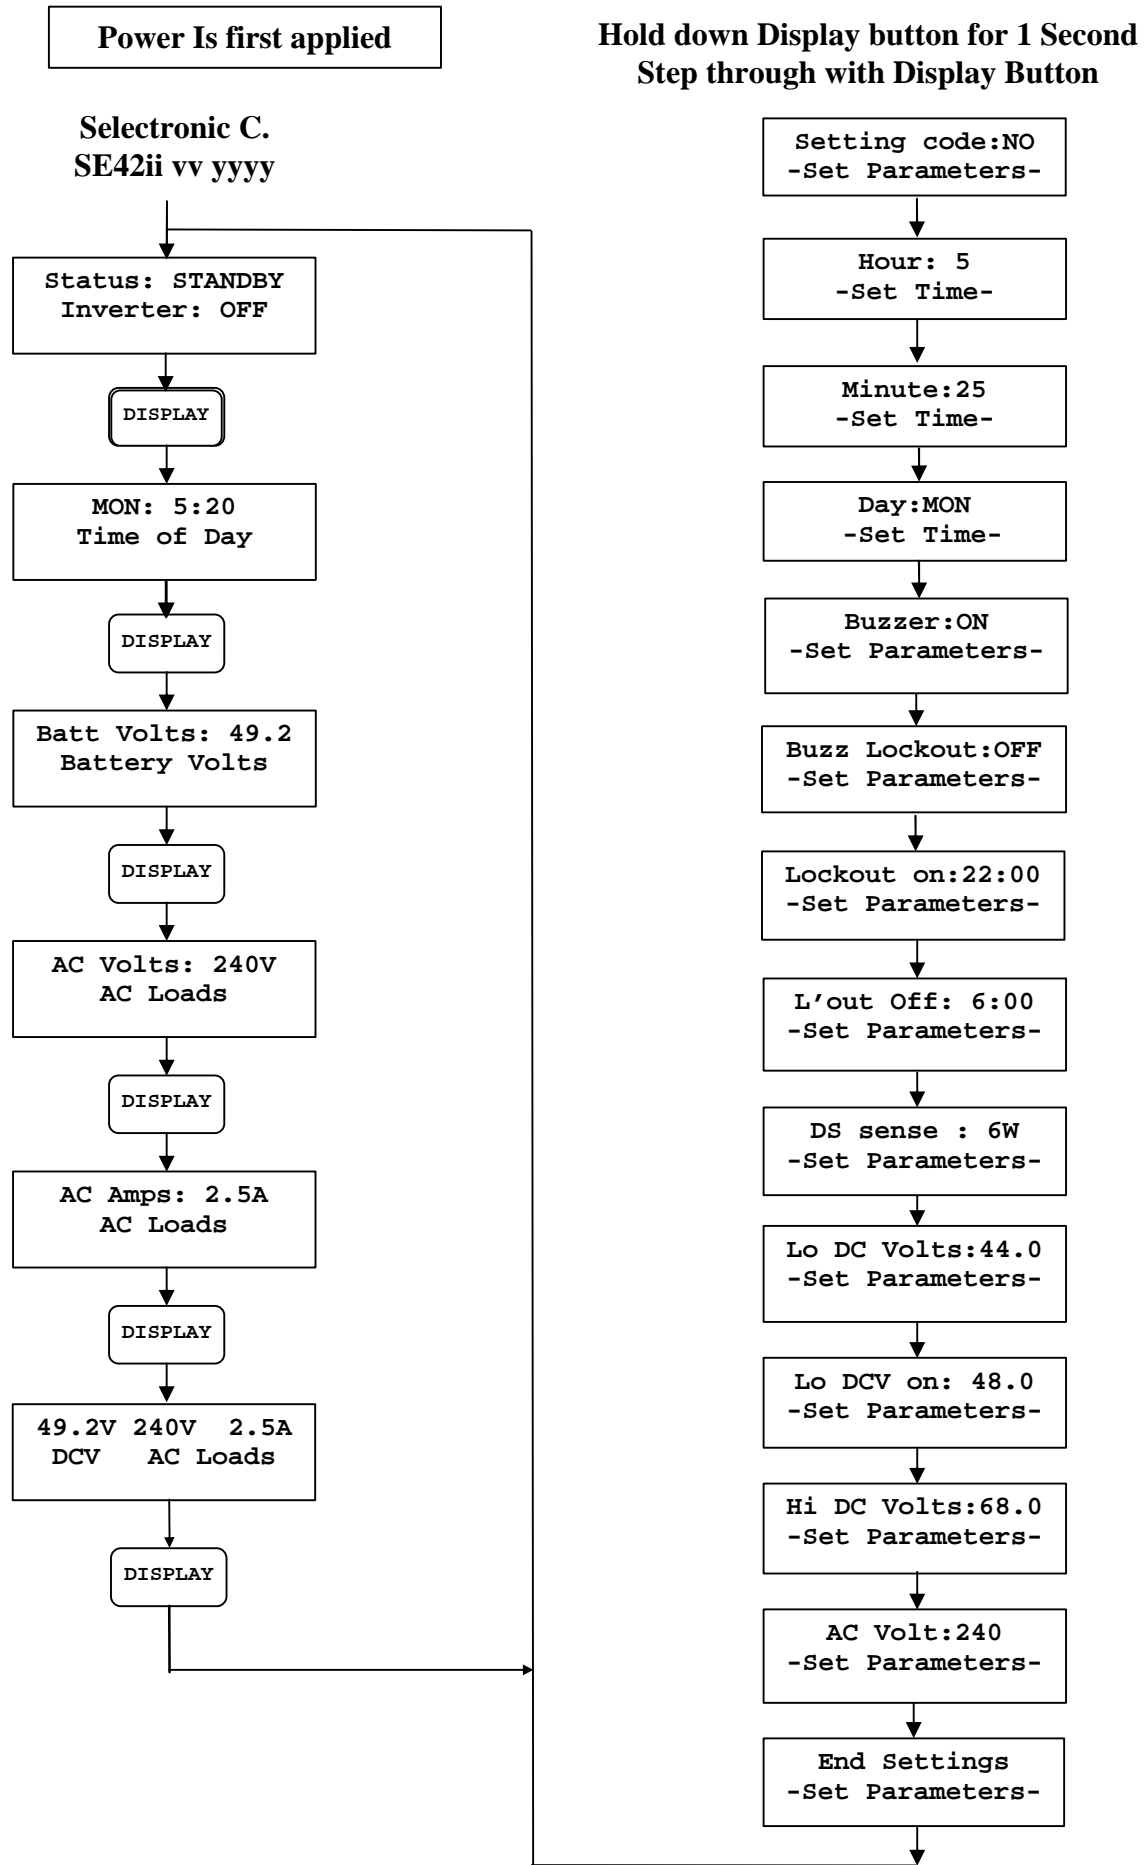 Power Is first applied
Selectronic C.
SE42ii vv yyyy
Status: STANDBY
Inverter: OFF
DISPLAY
MON: 5:20
Time of Day
DISPLAY
Batt Volts: 49.2
Battery Volts
DISPLAY
AC Volts: 240V
AC Loads
DISPLAY
AC Amps: 2.5A
AC Loads
DISPLAY
49.2V 240V 2.5A
DCV AC Loads
DISPLAY
Hold down Display button for 1 Second
Step through with Display Button
Setting code:NO
-Set Parameters-
Hour: 5
-Set Time-
Minute:25
-Set Time-
Day:MON
-Set Time-
Buzzer:ON
-Set Parameters-
Buzz Lockout:OFF
-Set Parameters-
Lockout on:22:00
-Set Parameters-
L’out Off: 6:00
-Set Parameters-
DS sense : 6W
-Set Parameters-
Lo DC Volts:44.0
-Set Parameters-
Lo DCV on: 48.0
-Set Parameters-
Hi DC Volts:68.0
-Set Parameters-
AC Volt:240
-Set Parameters-
End Settings
-Set Parameters-